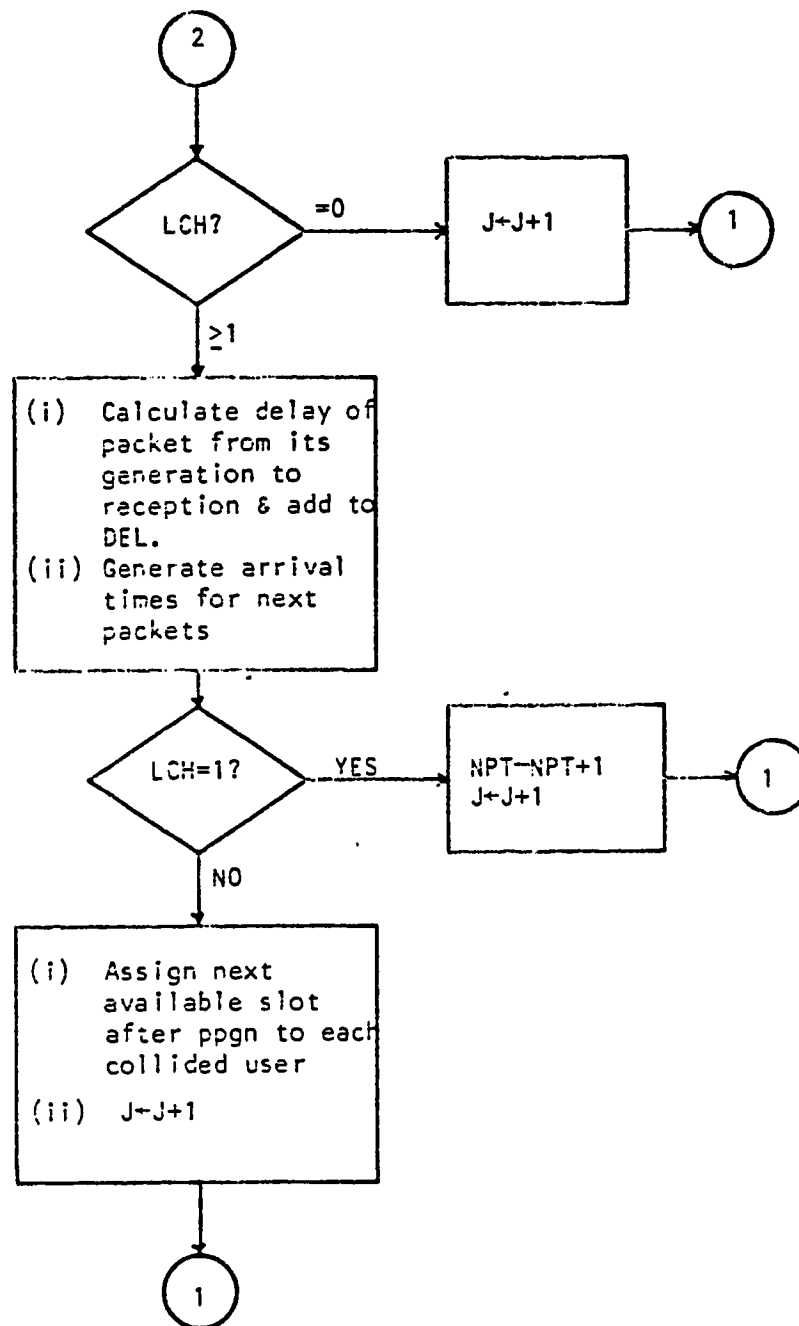 2
LCH?
=0
J←J+1
1
≥1
(i) Calculate delay of
packet from its
generation to
reception & add to
DEL.
(ii) Generate arrival
times for next
packets
LCH=1?
YES
NPT←NPT+1
J←J+1
1
NO
(i) Assign next
available slot
after ppgn to each
collided user
(ii) J←J+1
1